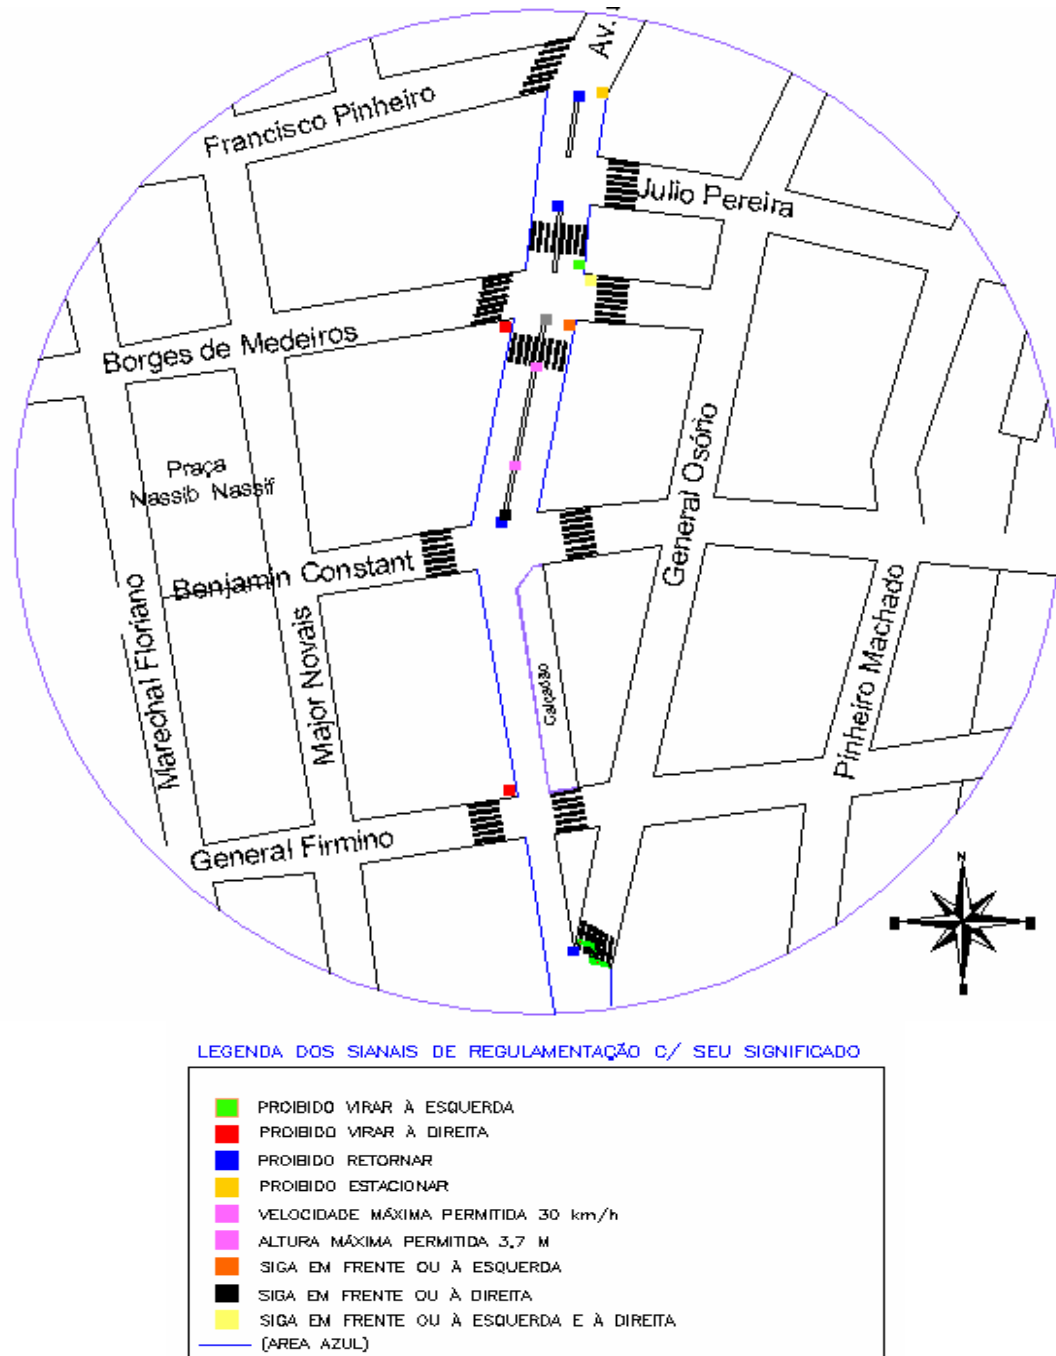 Av.
Francisco Pinheiro
Julio Pereira
Borges de Medeiros
Praça
Nassib Nassif
General Osório
Benjamin Constant
Marechal Floriano
Major Novais
Calçadão
Pinheiro Machado
General Firmino
N
LEGENDA DOS SIANAIS DE REGULAMENTAÇÃO C/ SEU SIGNIFICADO
PROIBIDO VIRAR À ESQUERDA
PROIBIDO VIRAR À DIREITA
PROIBIDO RETORNAR
PROIBIDO ESTACIONAR
VELOCIDADE MÁXIMA PERMITIDA 30 km/h
ALTURA MÁXIMA PERMITIDA 3,7 M
SIGA EM FRENTE OU À ESQUERDA
SIGA EM FRENTE OU À DIREITA
SIGA EM FRENTE OU À ESQUERDA E À DIREITA
(AREA AZUL)